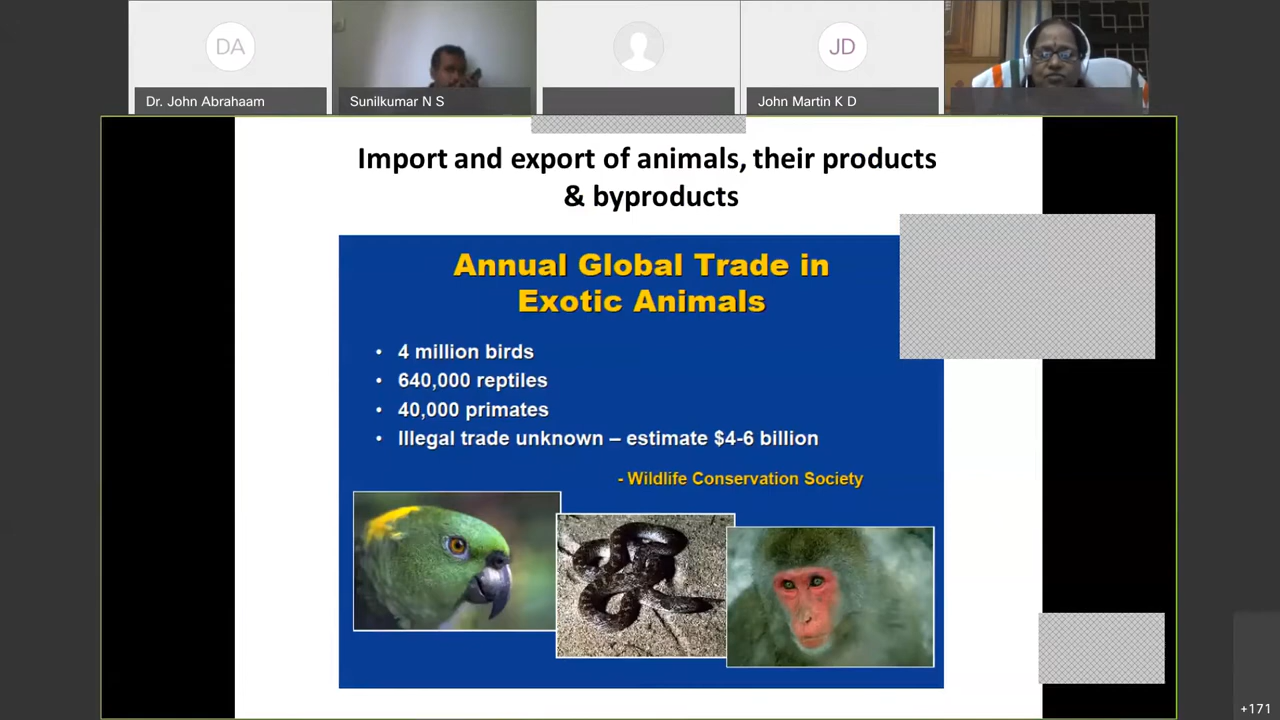 DA
JD
Dr. John Abrahaam
Sunilkumar N S
John Martin K D
Import and export of animals, their products
& byproducts
Annual Global Trade in
Exotic Animals
• 4 million birds
• 640,000 reptiles
• 40,000 primates
• Illegal trade unknown – estimate $4-6 billion
- Wildlife Conservation Society
+171